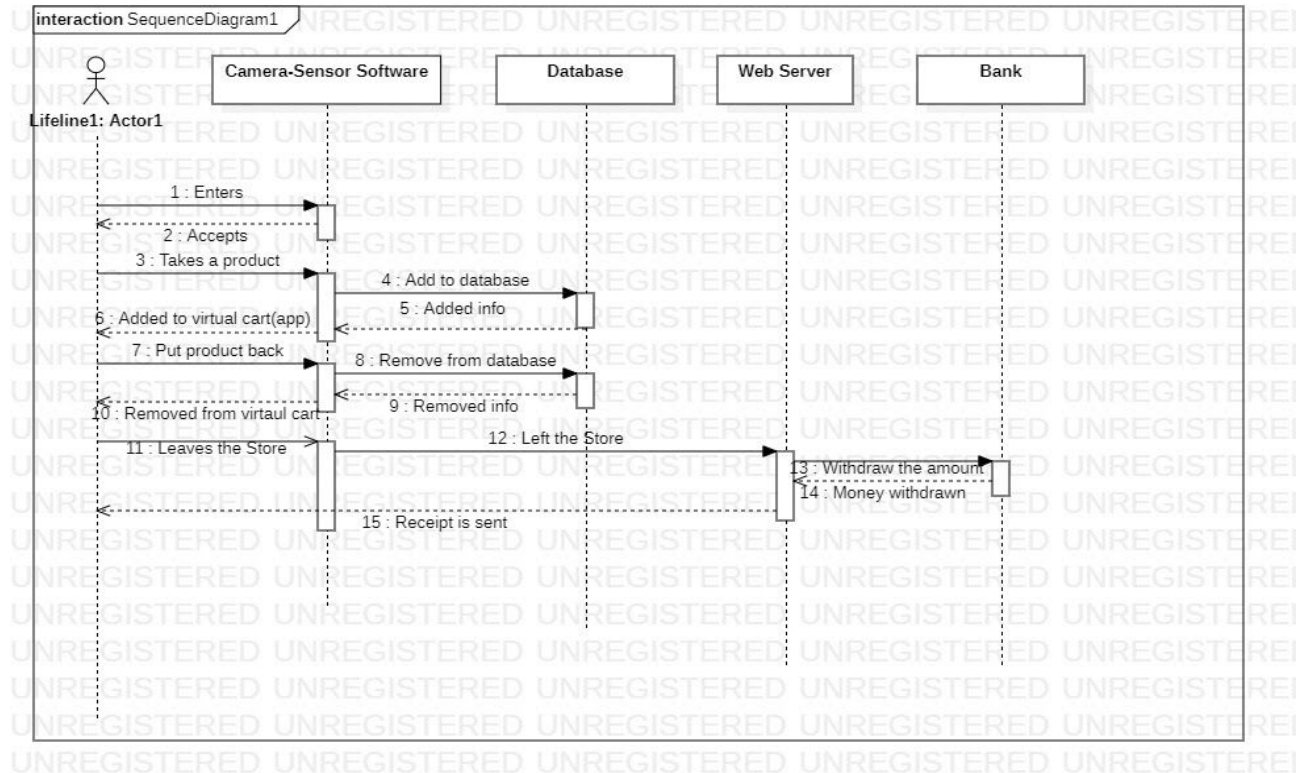 interaction SequenceDiagram1
Camera-Sensor Software
Database
Web Server
Bank
Lifeline1: Actor1
1 : Enters
2 : Accepts
3 : Takes a product
4 : Add to database
5 : Added info
6 : Added to virtual cart(app)
7 : Put product back
8 : Remove from database
9 : Removed info
10 : Removed from virtaul cart
11 : Leaves the Store
12 : Left the Store
13 : Withdraw the amount
14 : Money withdrawn
15 : Receipt is sent
UNREGISTERED